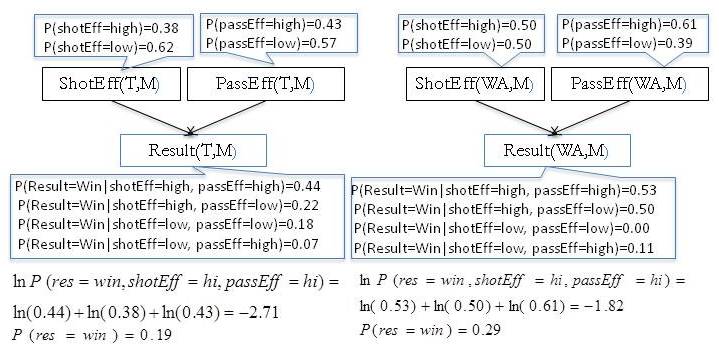 P(shotEff=high)=0.38
P(shotEff=low)=0.62
P(passEff=high)=0.43
P(passEff=low)=0.57
ShotEff(T,M)
PassEff(T,M)
Result(T,M)
P(Result=Win|shotEff=high, passEff=high)=0.44
P(Result=Win|shotEff=high, passEff=low)=0.22
P(Result=Win|shotEff=low, passEff=low)=0.18
P(Result=Win|shotEff=low, passEff=high)=0.07
ln P (res = win, shotEff = hi, passEff = hi) =
ln(0.44) + ln(0.38) + ln(0.43) = −2.71
P (res = win ) = 0.19
P(shotEff=high)=0.50
P(shotEff=low)=0.50
P(passEff=high)=0.61
P(passEff=low)=0.39
ShotEff(WA,M)
PassEff(WA,M)
Result(WA,M)
P(Result=Win|shotEff=high, passEff=high)=0.53
P(Result=Win|shotEff=high, passEff=low)=0.50
P(Result=Win|shotEff=low, passEff=low)=0.00
P(Result=Win|shotEff=low, passEff=high)=0.11
ln P (res = win , shotEff = hi , passEff = hi ) =
ln( 0.53) + ln( 0.50) + ln( 0.61) = −1.82
P(res = win ) = 0.29